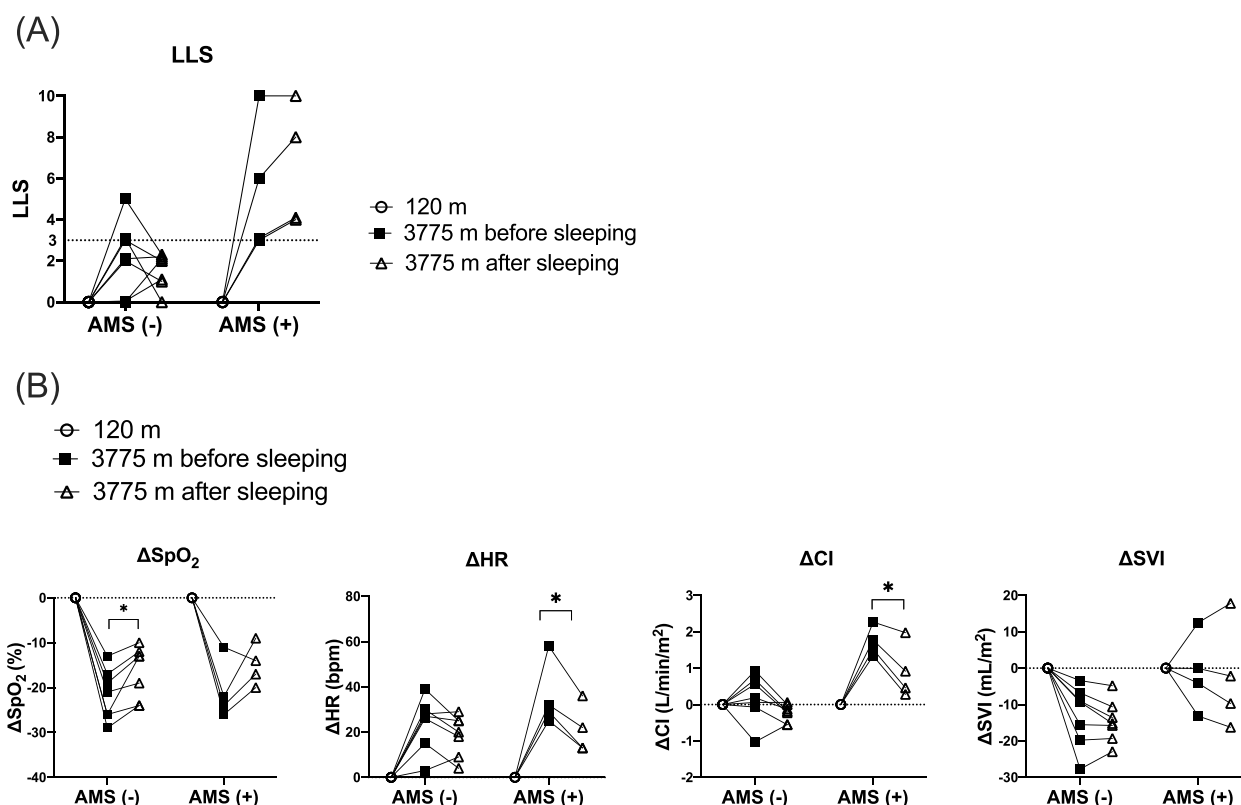 (A)
LLS
10
8
6
4
3
2
0
LLS
AMS (-)
AMS (+)
120 m
3775 m before sleeping
3775 m after sleeping
(B)
120 m
3775 m before sleeping
3775 m after sleeping
ΔSpO2
0
-10
-20
-30
-40
ΔSpO2 (%)
*
AMS (-)
AMS (+)
ΔHR
80
60
40
20
0
ΔHR (bpm)
*
AMS (-)
AMS (+)
ΔCI
3
2
1
0
-1
-2
ΔCI (L/min/m²)
*
AMS (-)
AMS (+)
ΔSVI
20
10
0
-10
-20
-30
ΔSVI (mL/m²)
AMS (-)
AMS (+)